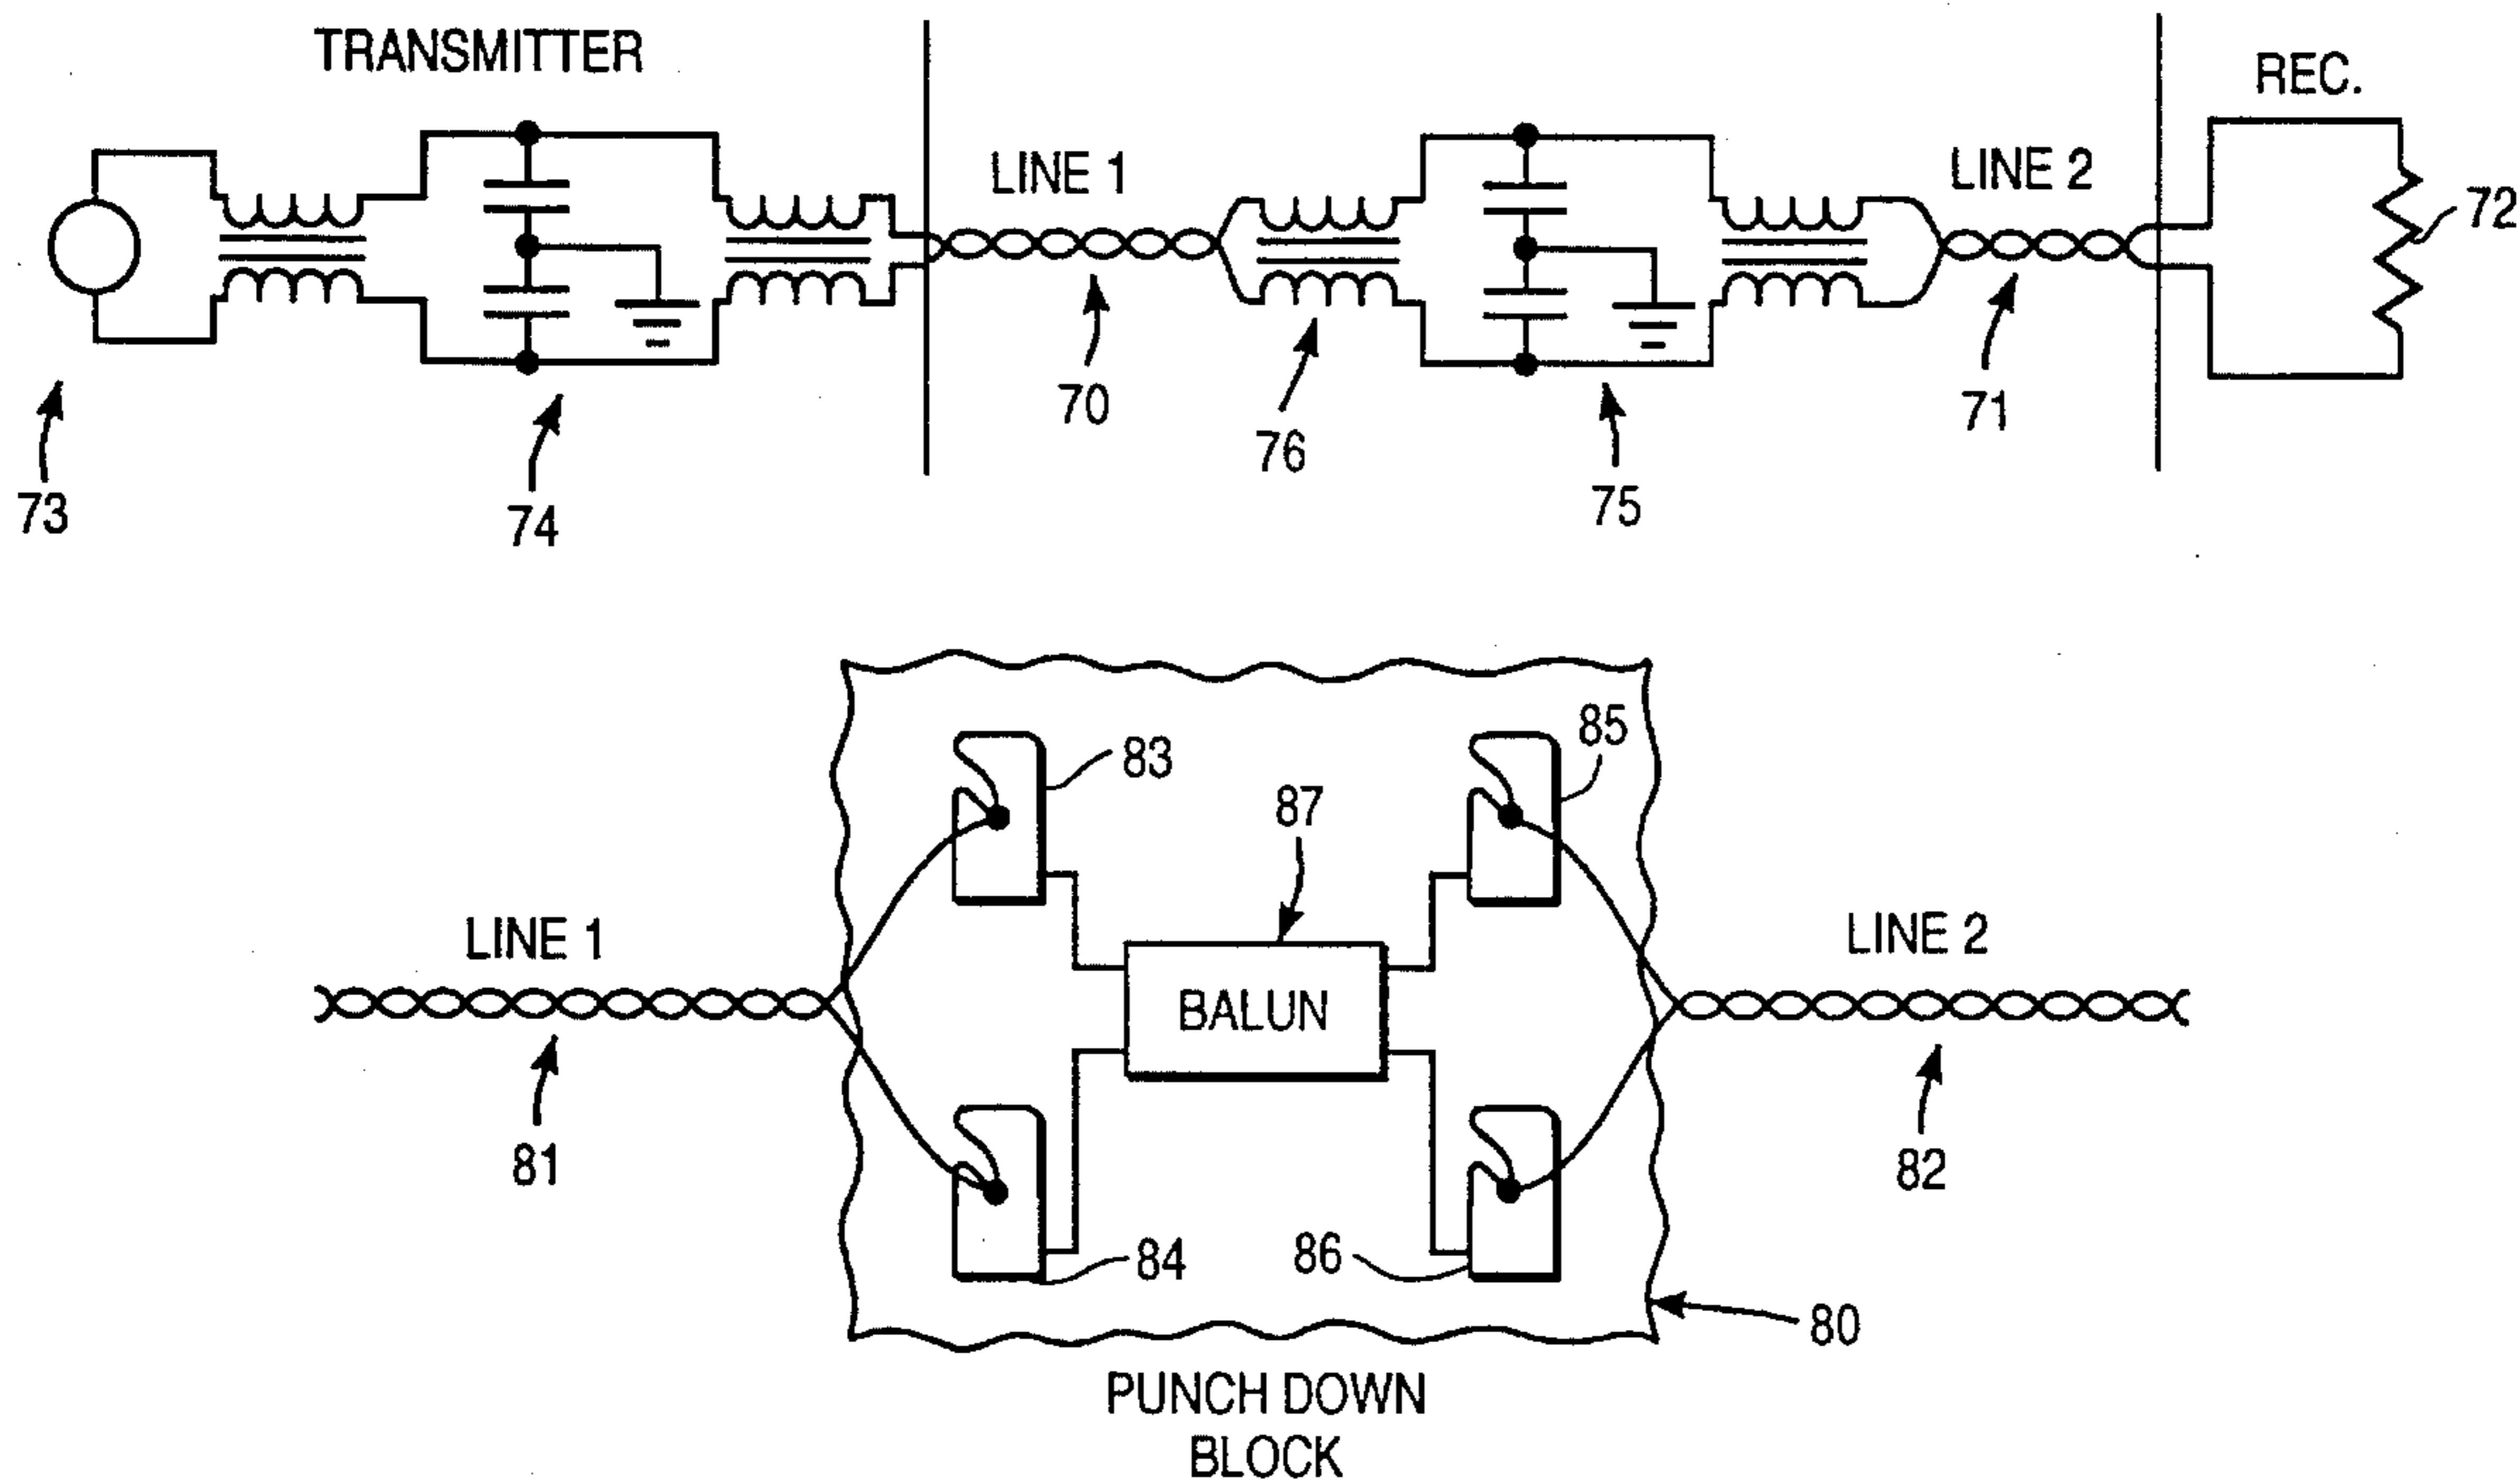 TRANSMITTER
REC.
LINE 1
LINE 2
72
70
71
76
73
74
75
85
83
87
LINE 1
LINE 2
BALUN
81
82
84
86
80
PUNCH DOWN
BLOCK